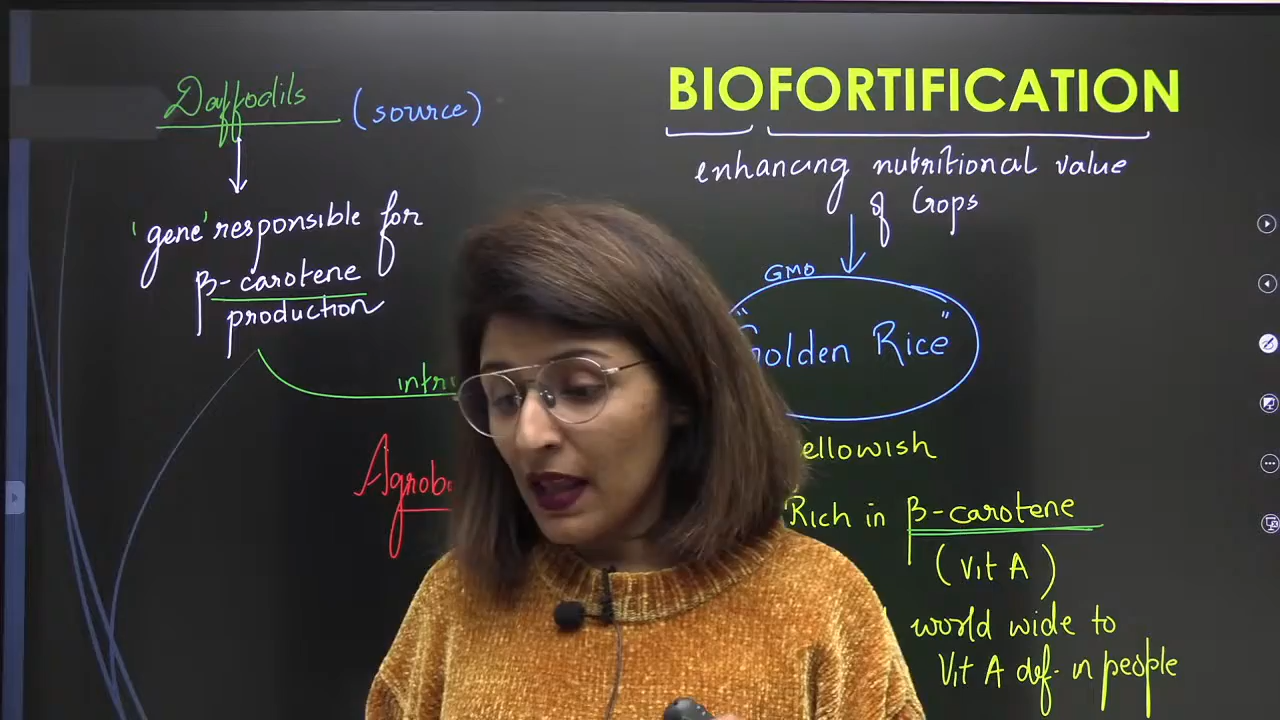 Daffodils (source)
'gene' responsible for
β-carotene
production
BIOFORTIFICATION
enhancing nutritional value
of Crops
GMO
Rice"
Rich in β-carotene
(Vit A)
world wide to
Vit A def- in people